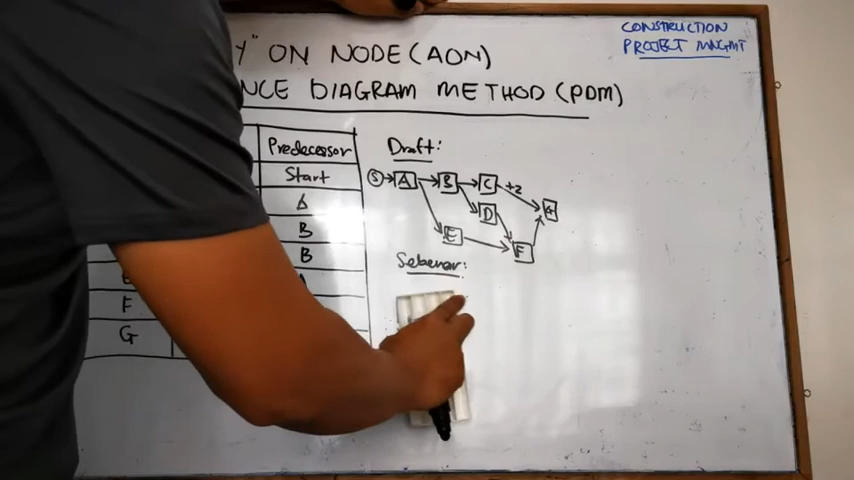 CONSTRUCTION
PROJECT MNGMT
Y" ON NODE (AON)
NCE DIAGRAM METHOD (PDM)
Predecessor
Start
A
B
B
A
F
G
Draft:
S A B C +2 G
D
E F
Sebenar: